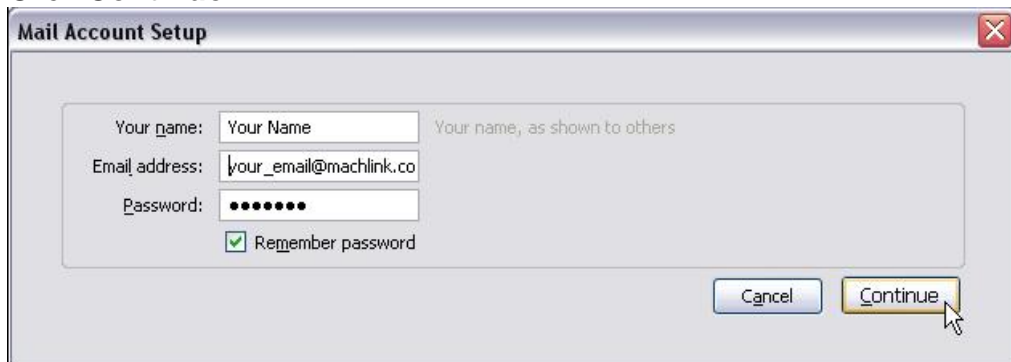 Mail Account Setup
Your name: Your Name Your name, as shown to others
Email address: your_email@machlink.co
Password: •••••••
Remember password
Cancel Continue